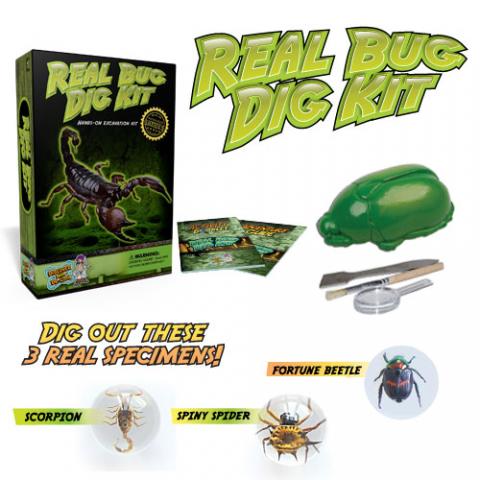 REAL BUG
DIG KIT
HANDS-ON EXCAVATION KIT
WARNING:
REAL BUG
DIG KIT
DIG OUT THESE
3 REAL SPECIMENS!
FORTUNE BEETLE
SCORPION
SPINY SPIDER